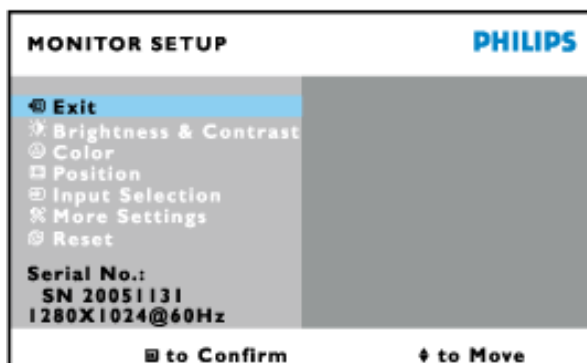 MONITOR SETUP
PHILIPS
Exit
Brightness & Contrast
Color
Position
Input Selection
More Settings
Reset
Serial No.:
SN 20051131
1280X1024@60Hz
to Confirm
to Move